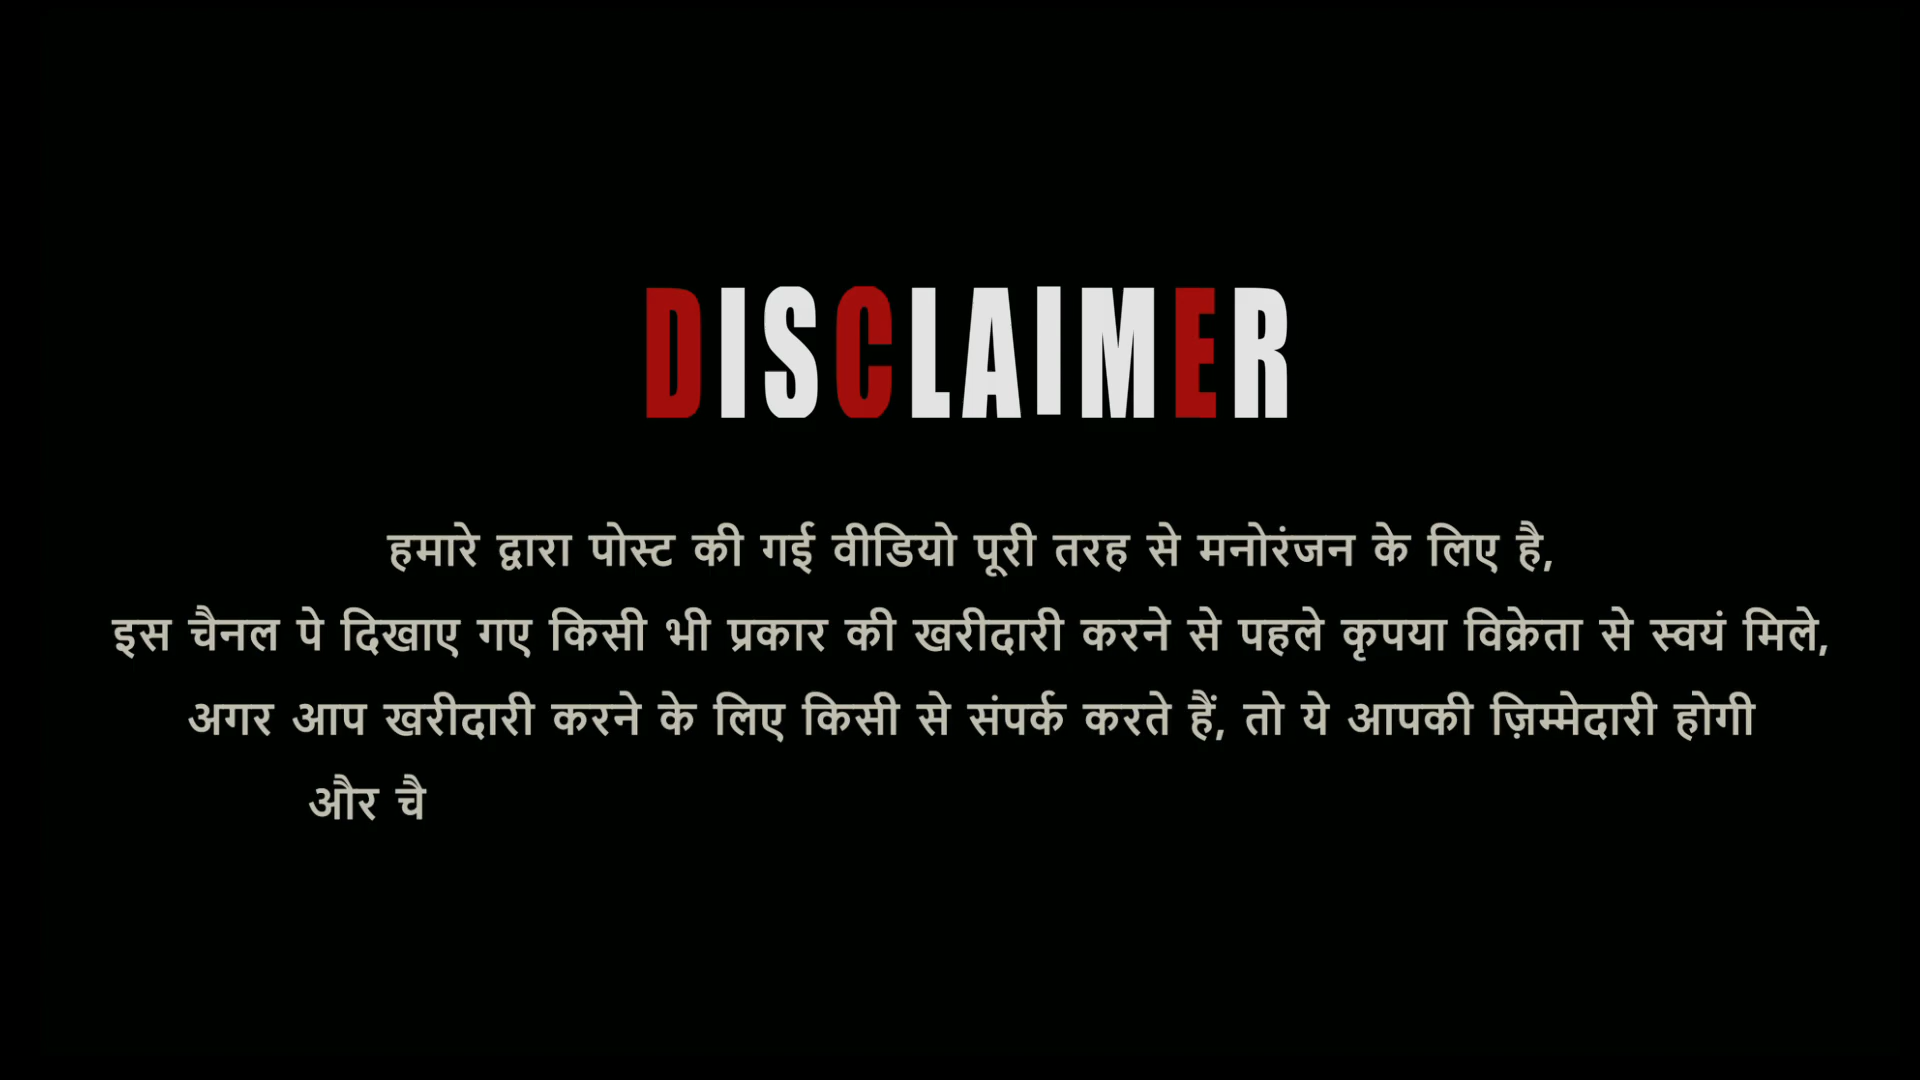 DISCLAIMER
हमारे द्वारा पोस्ट की गई वीडियो पूरी तरह से मनोरंजन के लिए है,
इस चैनल पे दिखाए गए किसी भी प्रकार की खरीदारी करने से पहले कृपया विक्रेता से स्वयं मिले,
अगर आप खरीदारी करने के लिए किसी से संपर्क करते हैं, तो ये आपकी ज़िम्मेदारी होगी
और चै